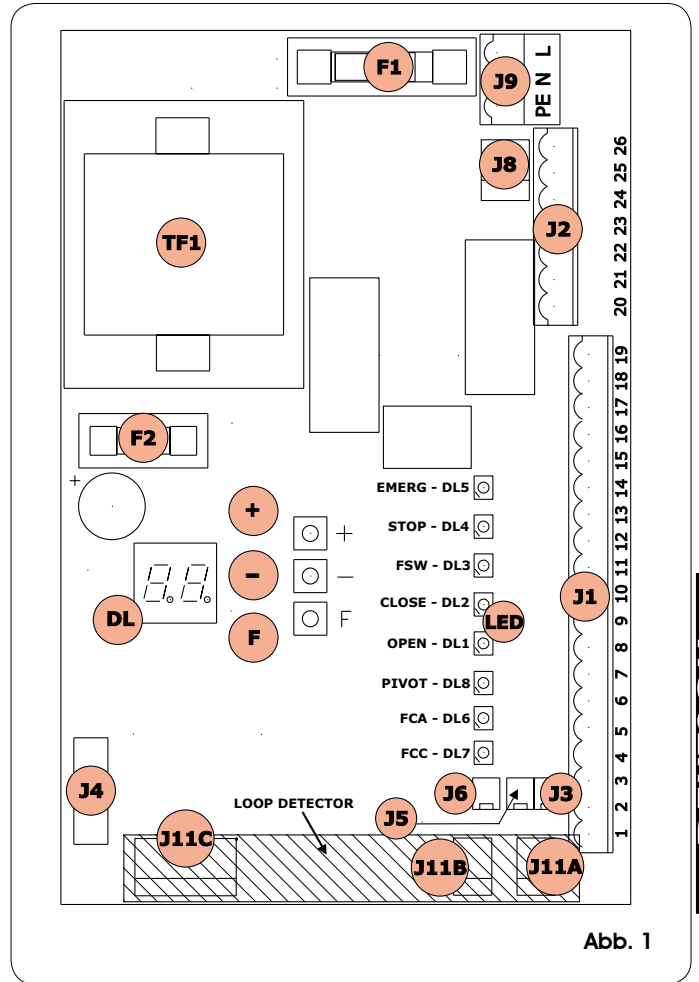 F1
J9
PE N L
J8
J2
26
25
24
23
22
21
20
TF1
19
18
17
16
15
14
13
12
11
10
9
8
7
6
5
4
3
2
1
J1
F2
+
+
+
-
−
F
F
DL
8.8.
EMERG - DL5
STOP - DL4
FSW - DL3
CLOSE - DL2
LED
OPEN - DL1
PIVOT - DL8
FCA - DL6
FCC - DL7
J4
J6
J5
J3
LOOP DETECTOR
J11C
J11B
J11A
Abb. 1